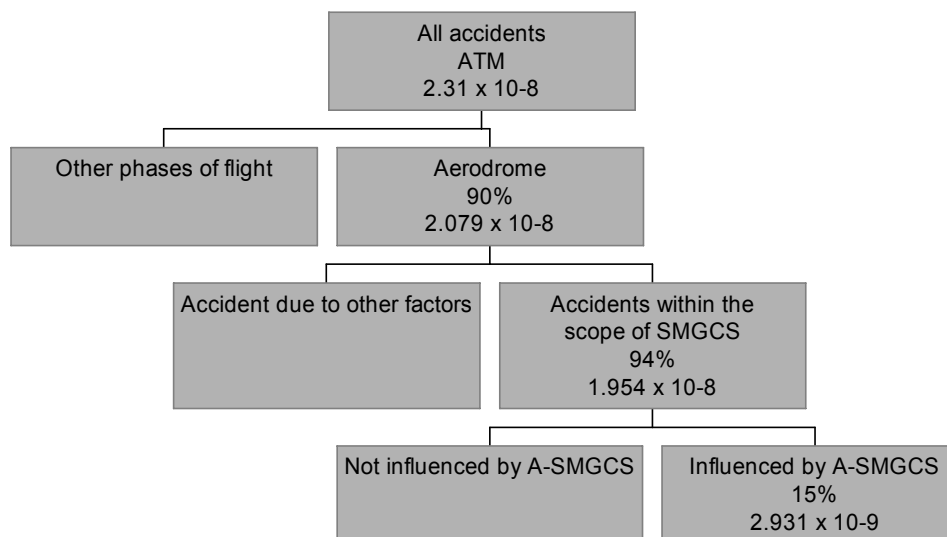 All accidents
ATM
2.31 x 10-8
Other phases of flight
Aerodrome
90%
2.079 x 10-8
Accident due to other factors
Accidents within the
scope of SMGCS
94%
1.954 x 10-8
Not influenced by A-SMGCS
Influenced by A-SMGCS
15%
2.931 x 10-9